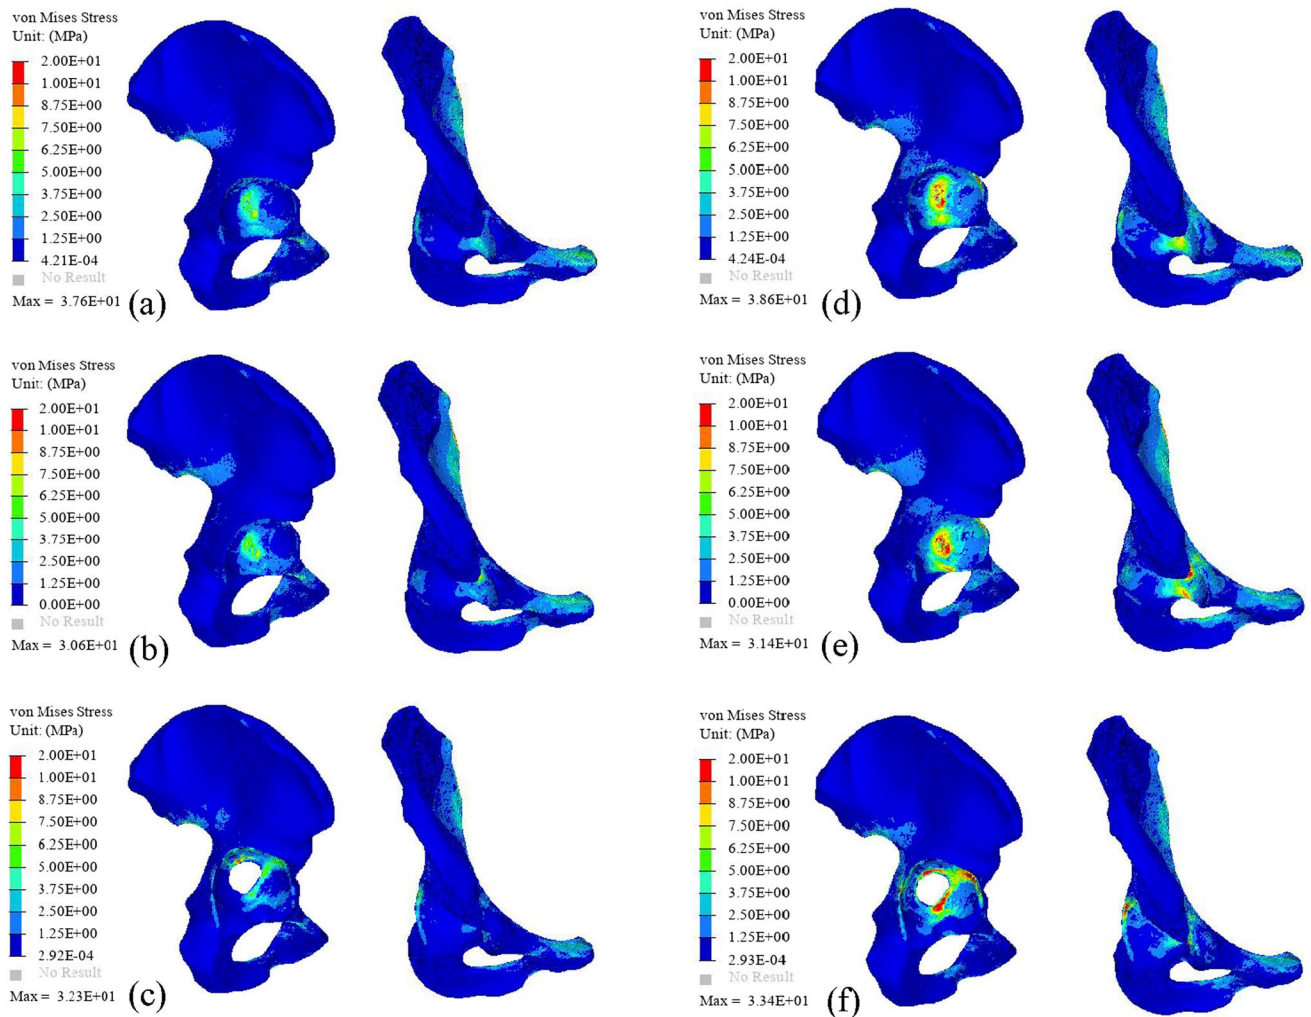 von Mises Stress
Unit: (MPa)
2.00E+01
1.00E+01
8.75E+00
7.50E+00
6.25E+00
5.00E+00
3.75E+00
2.50E+00
1.25E+00
4.21E-04
No Result
Max = 3.76E+01
(a)
von Mises Stress
Unit: (MPa)
2.00E+01
1.00E+01
8.75E+00
7.50E+00
6.25E+00
5.00E+00
3.75E+00
2.50E+00
1.25E+00
4.24E-04
No Result
Max = 3.86E+01
(d)
von Mises Stress
Unit: (MPa)
2.00E+01
1.00E+01
8.75E+00
7.50E+00
6.25E+00
5.00E+00
3.75E+00
2.50E+00
1.25E+00
0.00E+00
No Result
Max = 3.06E+01
(b)
von Mises Stress
Unit: (MPa)
2.00E+01
1.00E+01
8.75E+00
7.50E+00
6.25E+00
5.00E+00
3.75E+00
2.50E+00
1.25E+00
0.00E+00
No Result
Max = 3.14E+01
(e)
von Mises Stress
Unit: (MPa)
2.00E+01
1.00E+01
8.75E+00
7.50E+00
6.25E+00
5.00E+00
3.75E+00
2.50E+00
1.25E+00
2.92E-04
No Result
Max = 3.23E+01
(c)
von Mises Stress
Unit: (MPa)
2.00E+01
1.00E+01
8.75E+00
7.50E+00
6.25E+00
5.00E+00
3.75E+00
2.50E+00
1.25E+00
2.93E-04
No Result
Max = 3.34E+01
(f)